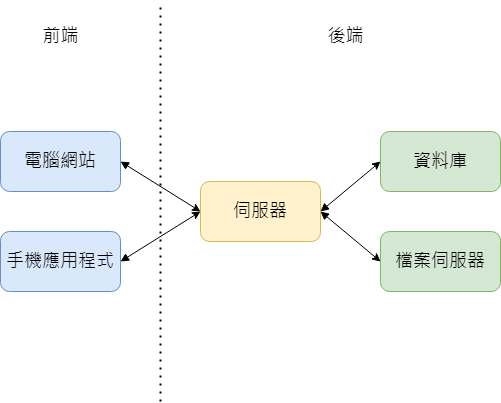 前端
後端
電腦網站
資料庫
伺服器
手機應用程式
檔案伺服器